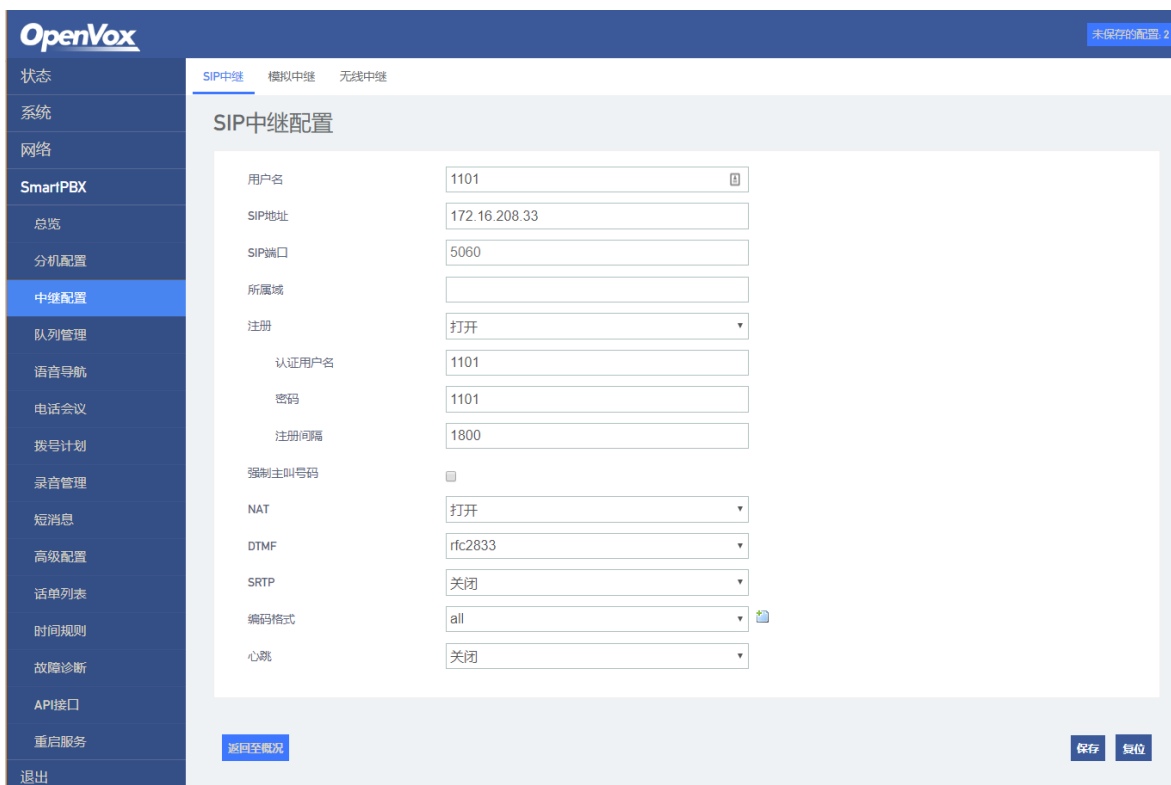 OpenVox
未保存的配置: 2
状态
系统
网络
SmartPBX
总览
分机配置
中继配置
队列管理
语音导航
电话会议
拨号计划
录音管理
短消息
高级配置
话单列表
时间规则
故障诊断
API接口
重启服务
退出
SIP中继 模拟中继 无线中继
SIP中继配置
用户名 1101
SIP地址 172.16.208.33
SIP端口 5060
所属域
注册 打开
认证用户名 1101
密码 1101
注册间隔 1800
强制主叫号码
NAT 打开
DTMF rfc2833
SRTP 关闭
编码格式 all
心跳 关闭
返回至概况 保存 复位